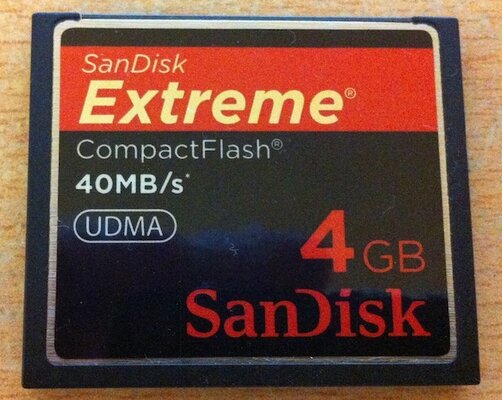 SanDisk
Extreme®
CompactFlash®
40MB/s*
UDMA
4 GB
SanDisk